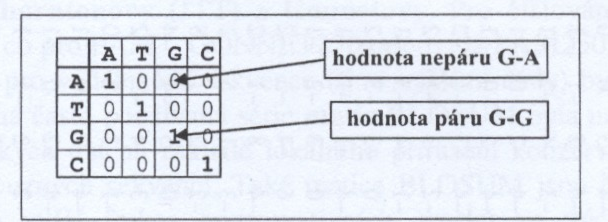 A T G C
A 1 0 0 0
T 0 1 0 0
G 0 0 1 0
C 0 0 0 1
hodnota nepáru G-A
hodnota páru G-G